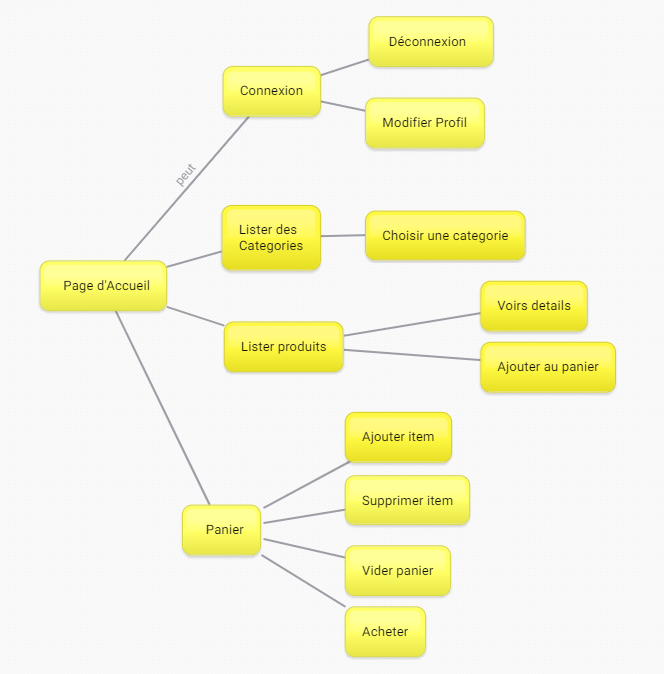 Déconnexion
Connexion
Modifier Profil
peut
Lister des
Categories
Choisir une categorie
Page d'Accueil
Voirs details
Lister produits
Ajouter au panier
Ajouter item
Supprimer item
Panier
Vider panier
Acheter